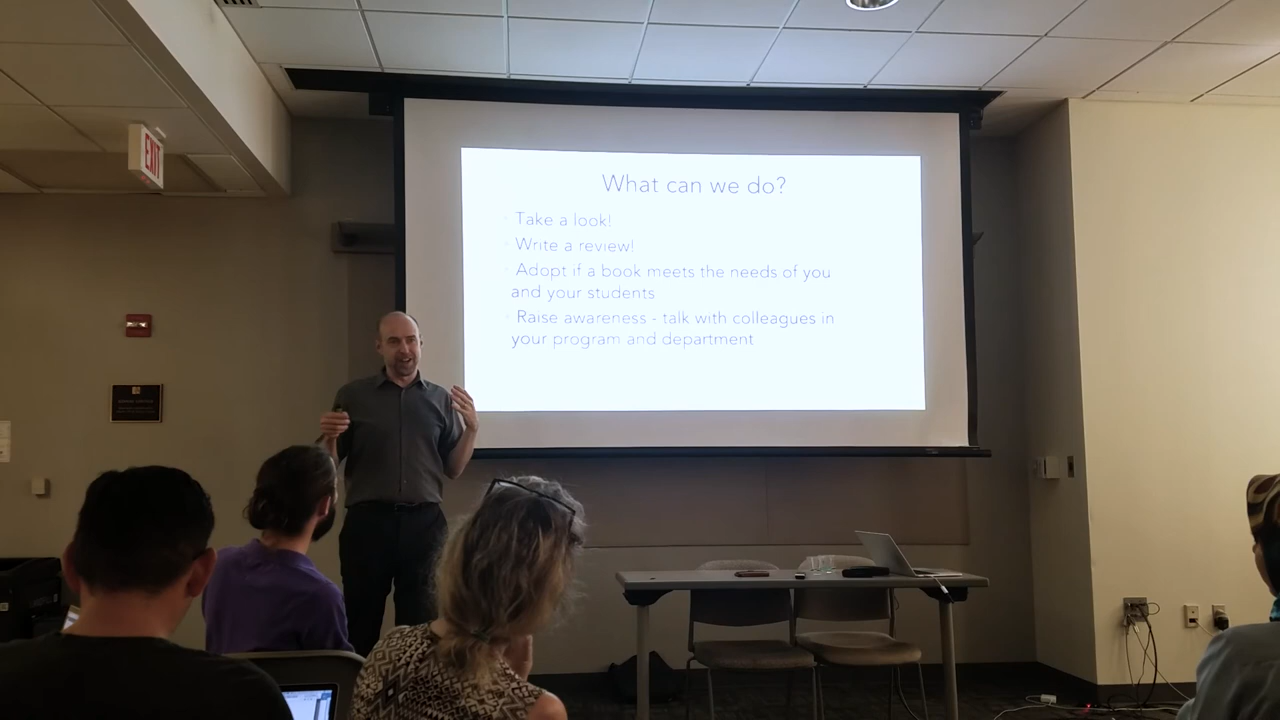 EXIT
What can we do?
Take a look!
Write a review!
Adopt if a book meets the needs of you
and your students
Raise awareness - talk with colleagues in
your program and department